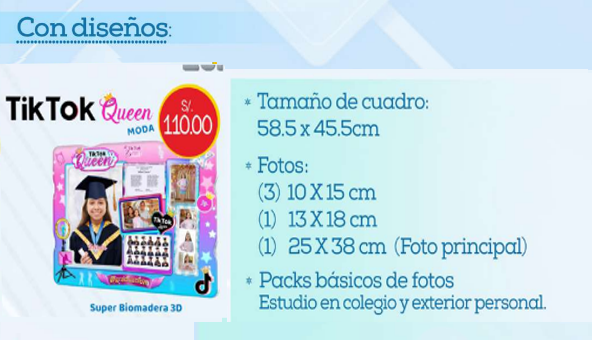 Con diseños:
TikTok Queen
MODA
S/.
110.00
TikTok
QUEEN
TikTok
Super Biomadera 3D
* Tamaño de cuadro:
58.5 x 45.5cm
* Fotos:
(3) 10 X 15 cm
(1) 13 X 18 cm
(1) 25 X 38 cm (Foto principal)
* Packs básicos de fotos
Estudio en colegio y exterior personal.